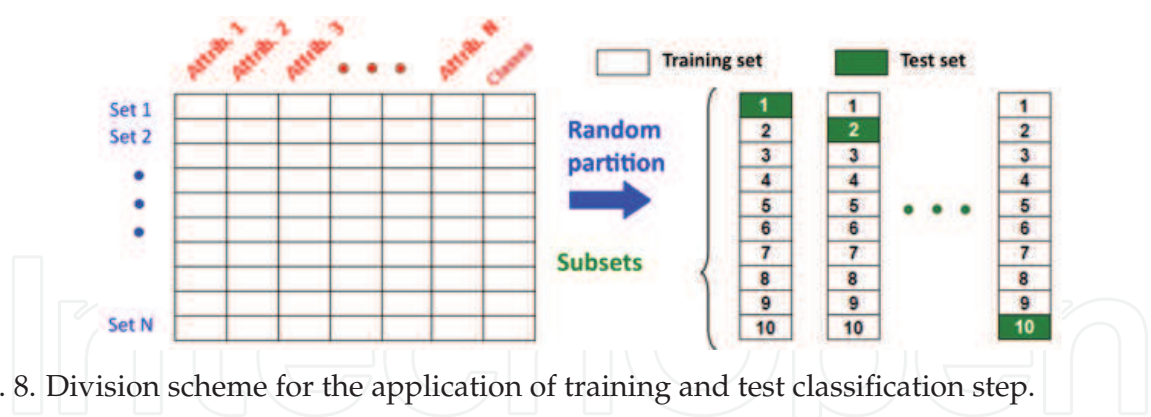 Attrib. 1 Attrib. 2 Attrib. 3 Attrib. N Classes
Training set Test set
Set 1
Set 2
Set N
Random
partition
Subsets
1 1 1
2 2 2
3 3 3
4 4 4
5 5 5
6 6 6
7 7 7
8 8 8
9 9 9
10 10 10
. 8. Division scheme for the application of training and test classification step.
IntechOpen